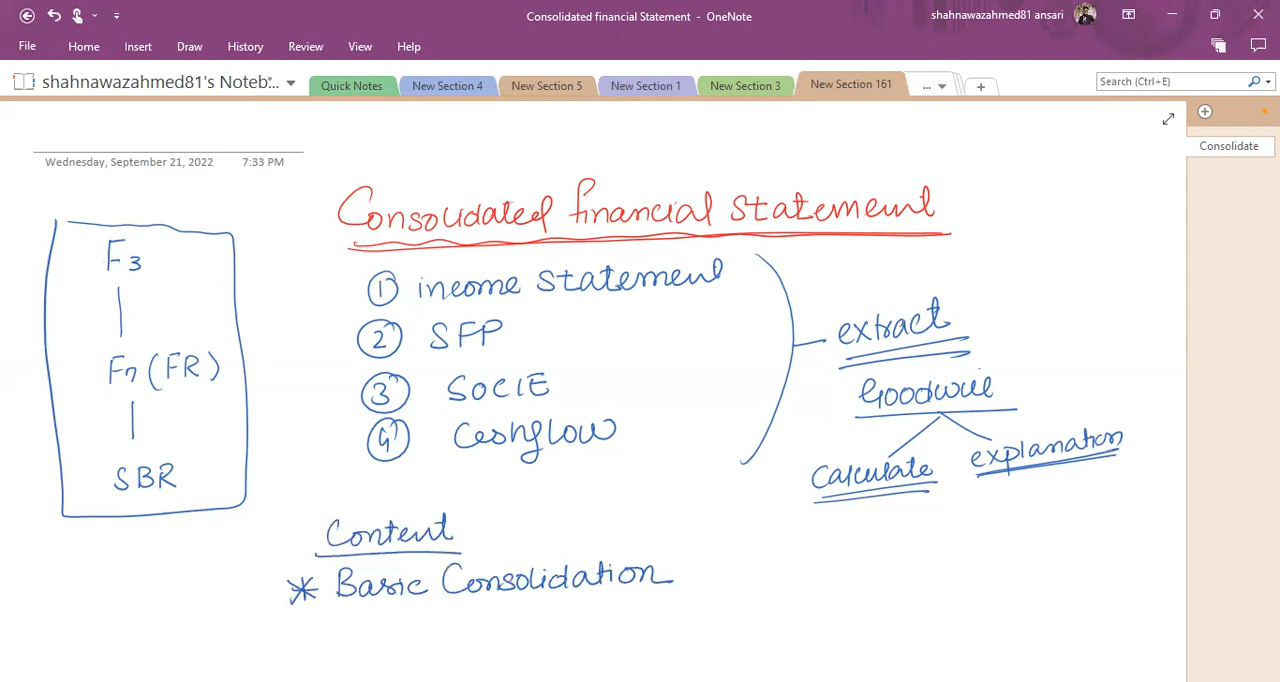 Consolidated financial Statement - OneNote
shahnawazahmed81 ansari
File Home Insert Draw History Review View Help
shahnawazahmed81's Noteb...
Quick Notes
New Section 4
New Section 5
New Section 1
New Section 3
New Section 161
...
Search (Ctrl+E)
Consolidate
Wednesday, September 21, 2022 7:33 PM
Consolidated financial statement
F3
F7 (FR)
SBR
1 income statement
2 SFP
3 SOCIE
4 Cashflow
extract
Goodwill
Calculate
explanation
Content
* Basic Consolidation